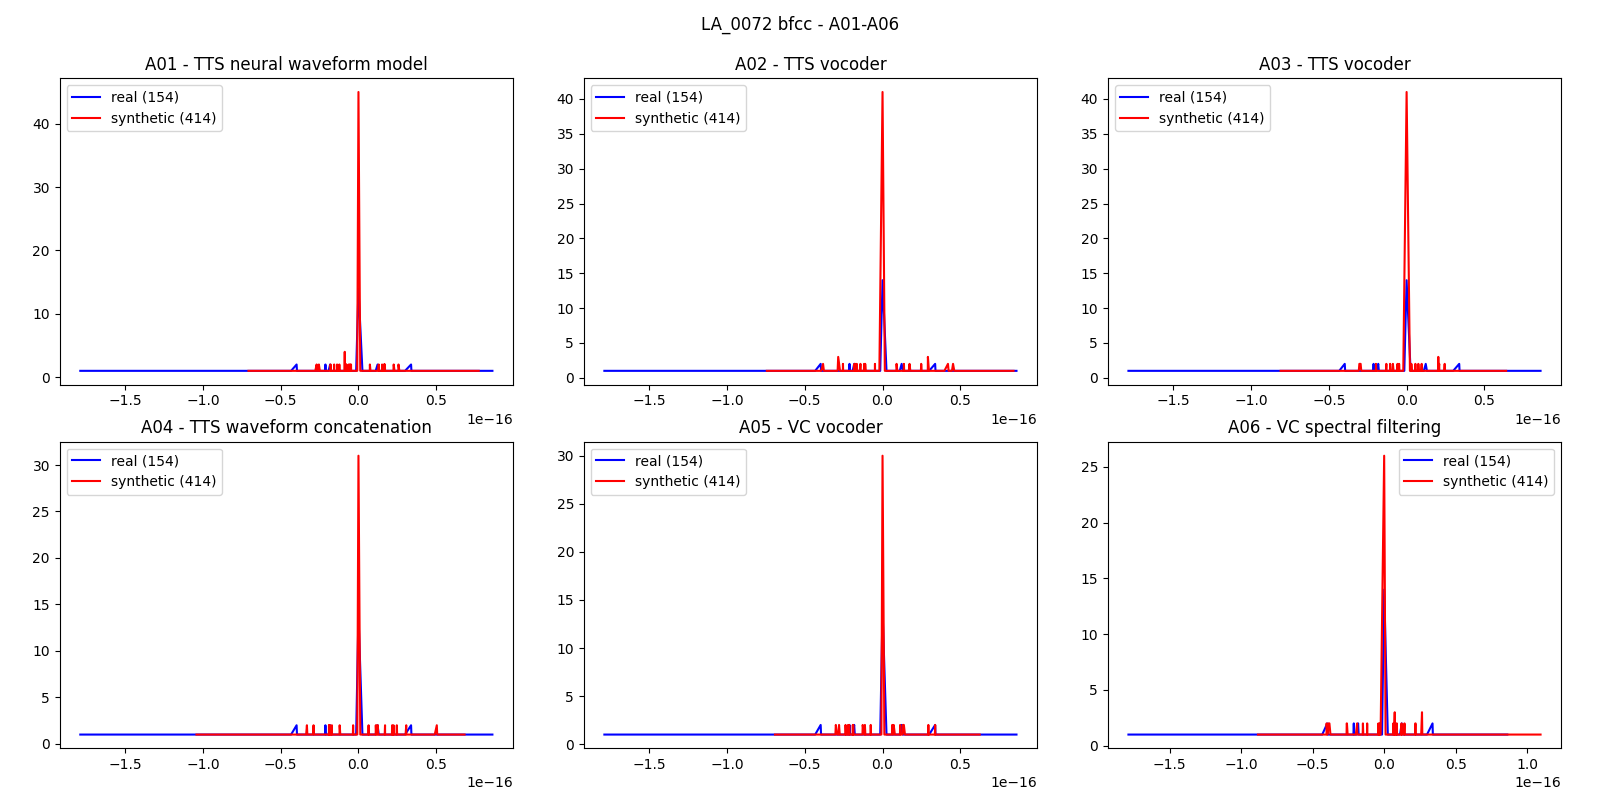 LA_0072 bfcc - A01-A06
A01 - TTS neural waveform model
real (154)
synthetic (414)
40
30
20
10
0
−1.5 −1.0 −0.5 0.0 0.5
1e−16
A02 - TTS vocoder
real (154)
synthetic (414)
40
35
30
25
20
15
10
5
0
−1.5 −1.0 −0.5 0.0 0.5
1e−16
A03 - TTS vocoder
real (154)
synthetic (414)
40
35
30
25
20
15
10
5
0
−1.5 −1.0 −0.5 0.0 0.5
1e−16
A04 - TTS waveform concatenation
real (154)
synthetic (414)
30
25
20
15
10
5
0
−1.5 −1.0 −0.5 0.0 0.5
1e−16
A05 - VC vocoder
real (154)
synthetic (414)
30
25
20
15
10
5
0
−1.5 −1.0 −0.5 0.0 0.5
1e−16
A06 - VC spectral filtering
real (154)
synthetic (414)
25
20
15
10
5
0
−1.5 −1.0 −0.5 0.0 0.5 1.0
1e−16